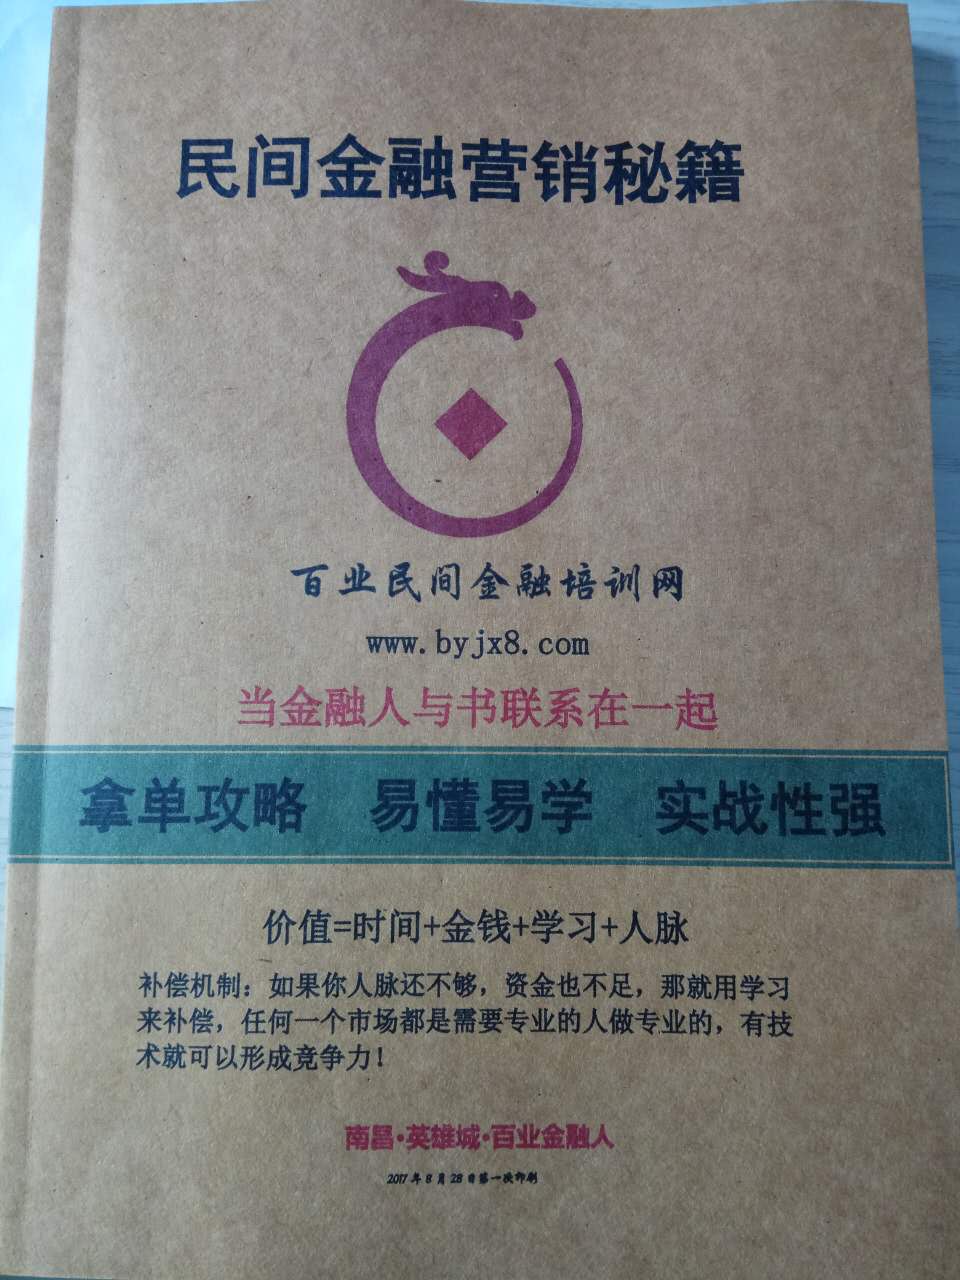 民间金融营销秘籍
百业民间金融培训网
www.byjx8.com
当金融人与书联系在一起
拿单攻略 易懂易学 实战性强
价值=时间+金钱+学习+人脉
补偿机制：如果你人脉还不够，资金也不足，那就用学习
来补偿，任何一个市场都是需要专业的人做专业的，有技
术就可以形成竞争力！
南昌·英雄城·百业金融人
2017年8月28日第一次印刷